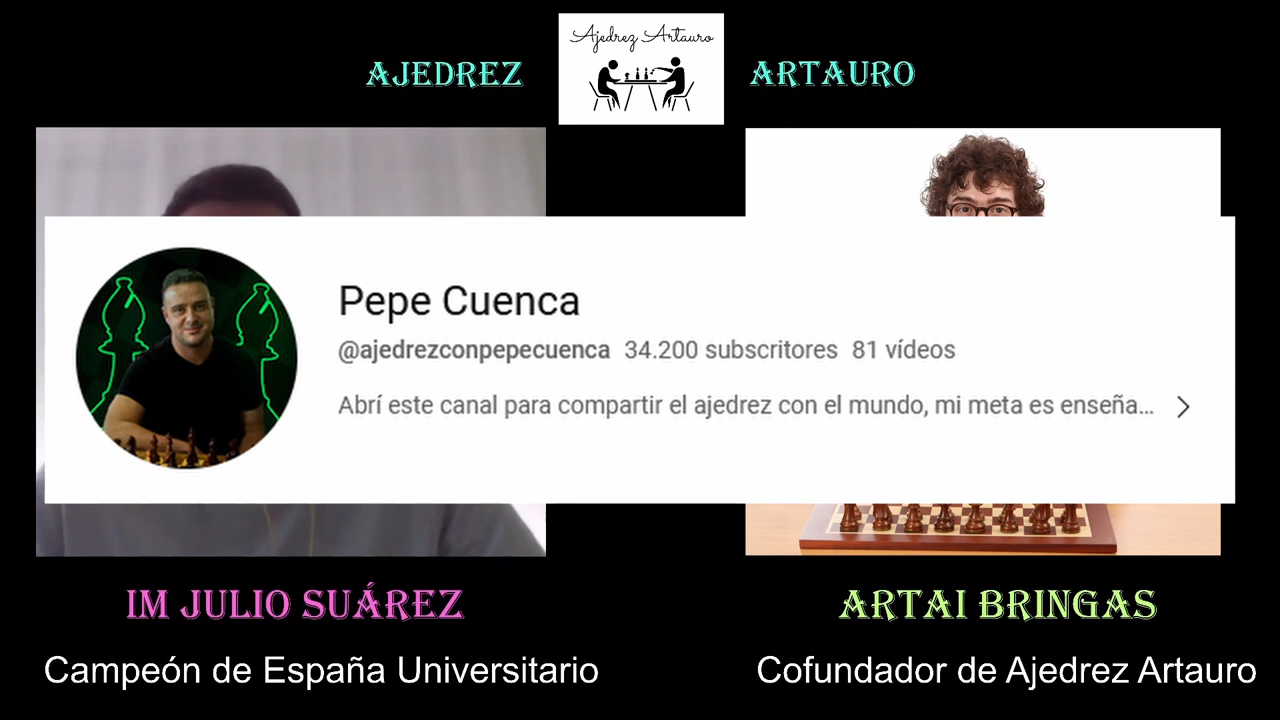 Ajedrez Artauro
AJEDREZ
ARTAURO
Pepe Cuenca
@ajedrezconpepecuenca 34.200 subscritores 81 vídeos
Abrí este canal para compartir el ajedrez con el mundo, mi meta es enseña...
IM JULIO SUÁREZ
ARTAI BRINGAS
Campeón de España Universitario
Cofundador de Ajedrez Artauro